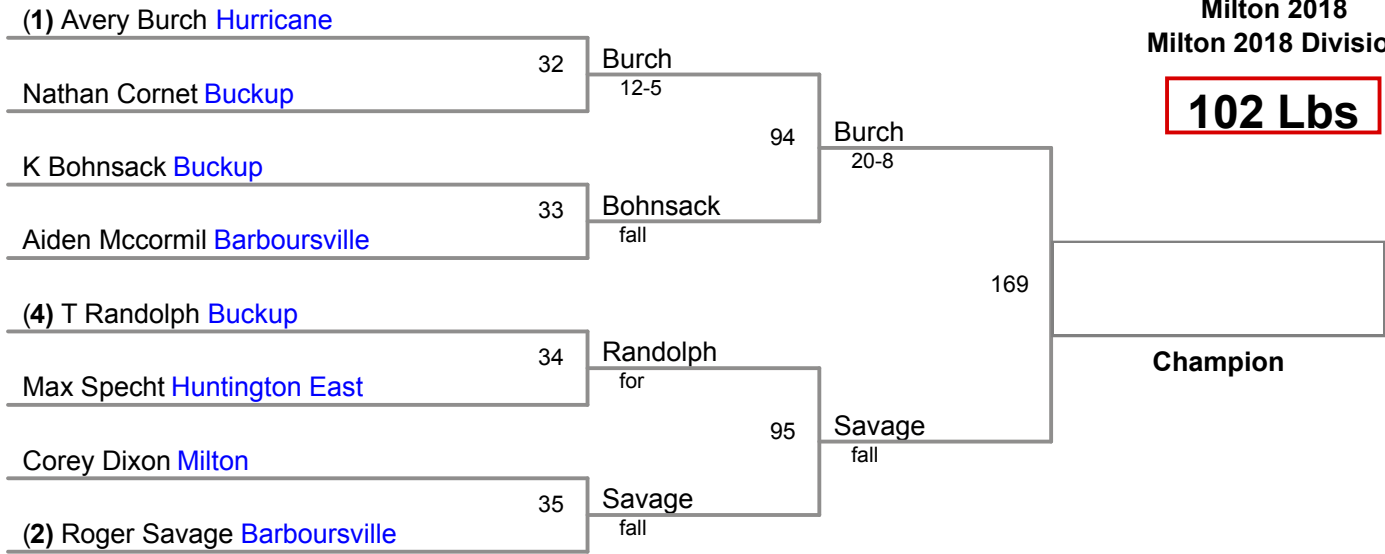 Milton 2018
Milton 2018 Divisio
102 Lbs
(1) Avery Burch Hurricane
32
Burch
12-5
Nathan Cornet Buckup
94
Burch
20-8
K Bohnsack Buckup
33
Bohnsack
fall
Aiden Mccormil Barboursville
169
Champion
(4) T Randolph Buckup
34
Randolph
for
Max Specht Huntington East
95
Savage
fall
Corey Dixon Milton
35
Savage
fall
(2) Roger Savage Barboursville